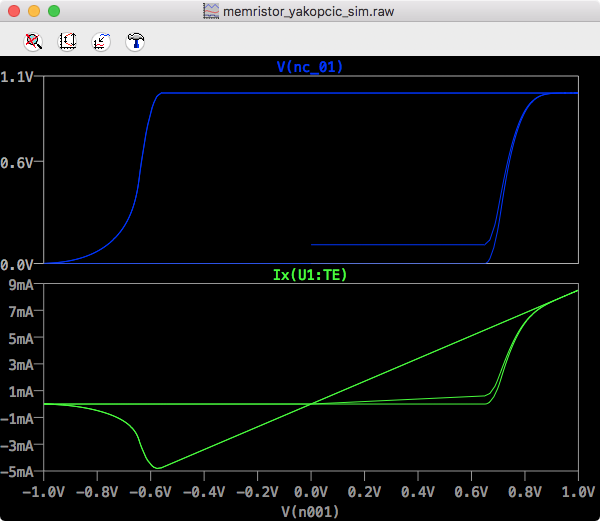 memristor_yakopcic_sim.raw
V(nc_01)
1.1V
0.6V
0.0V
Ix(U1:TE)
9mA
7mA
5mA
3mA
1mA
-1mA
-3mA
-5mA
-1.0V -0.8V -0.6V -0.4V -0.2V 0.0V 0.2V 0.4V 0.6V 0.8V 1.0V
V(n001)